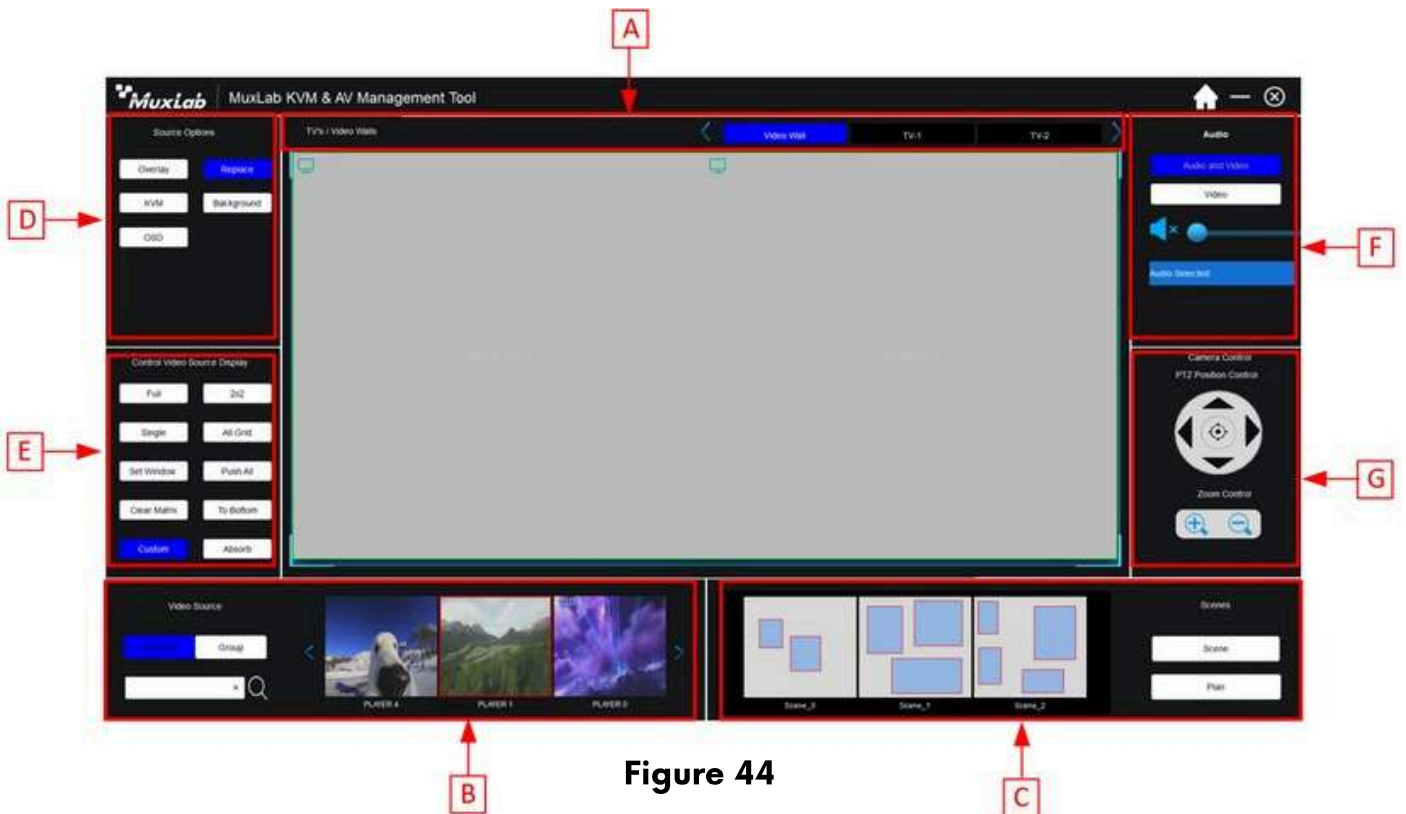 A
MuxLab MuxLab KVM & AV Management Tool
Source Options
Overlay Replace
KVM Background
OSD
TV's / Video Walls Video Wall TV-1 TV-2
Audio
Audio and Video
Video
Audio Selected
D
F
Control Video Source Display
Full 2x2
Single All Grid
Set Window Push All
Clear Matrix To Bottom
Custom Absorb
E
Camera Control
PTZ Position Control
Zoom Control
G
Video Source
Group
PLAYER 4 PLAYER 1 PLAYER 0
Scene_0 Scene_1 Scene_2
Scenes
Scene
Plan
B
C
Figure 44